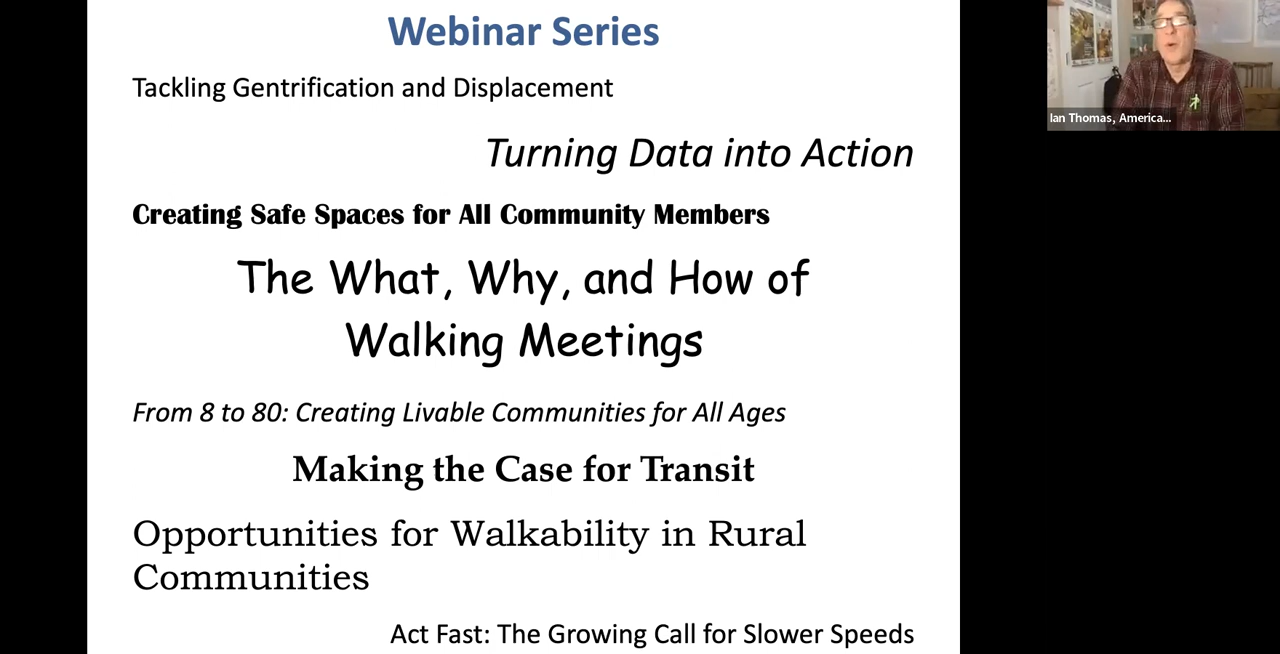 Webinar Series
Tackling Gentrification and Displacement
Turning Data into Action
Creating Safe Spaces for All Community Members
The What, Why, and How of
Walking Meetings
From 8 to 80: Creating Livable Communities for All Ages
Making the Case for Transit
Opportunities for Walkability in Rural
Communities
Act Fast: The Growing Call for Slower Speeds
Ian Thomas, America...